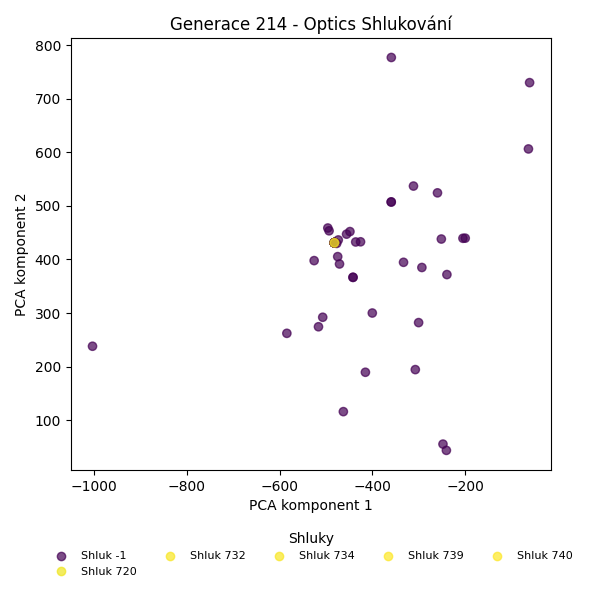 Generace 214 - Optics Shlukování
800
700
600
500
400
300
200
100
PCA komponent 2
−1000 −800 −600 −400 −200
PCA komponent 1
Shluky
Shluk -1 Shluk 732 Shluk 734 Shluk 739 Shluk 740
Shluk 720